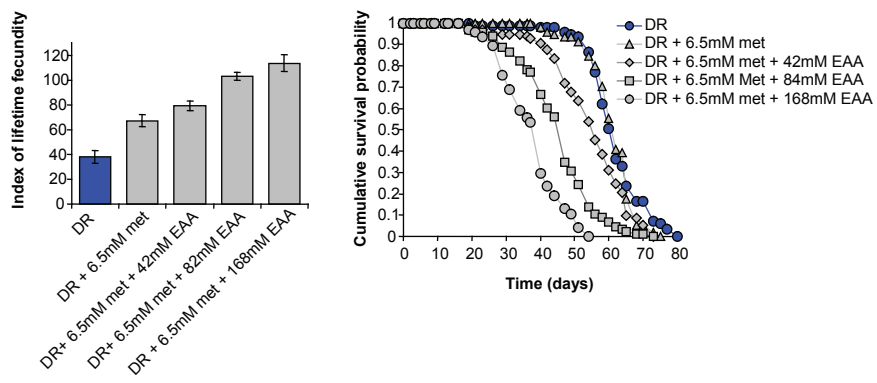 Index of lifetime fecundity
120
100
80
60
40
20
0
DR
DR + 6.5mM met
DR+ 6.5mM met + 42mM EAA
DR+ 6.5mM met + 82mM EAA
DR + 6.5mM met + 168mM EAA
Cumulative survival probability
1
0.9
0.8
0.7
0.6
0.5
0.4
0.3
0.2
0.1
0
0 10 20 30 40 50 60 70 80
Time (days)
DR
DR + 6.5mM met
DR + 6.5mM met + 42mM EAA
DR + 6.5mM Met + 84mM EAA
DR + 6.5mM met + 168mM EAA